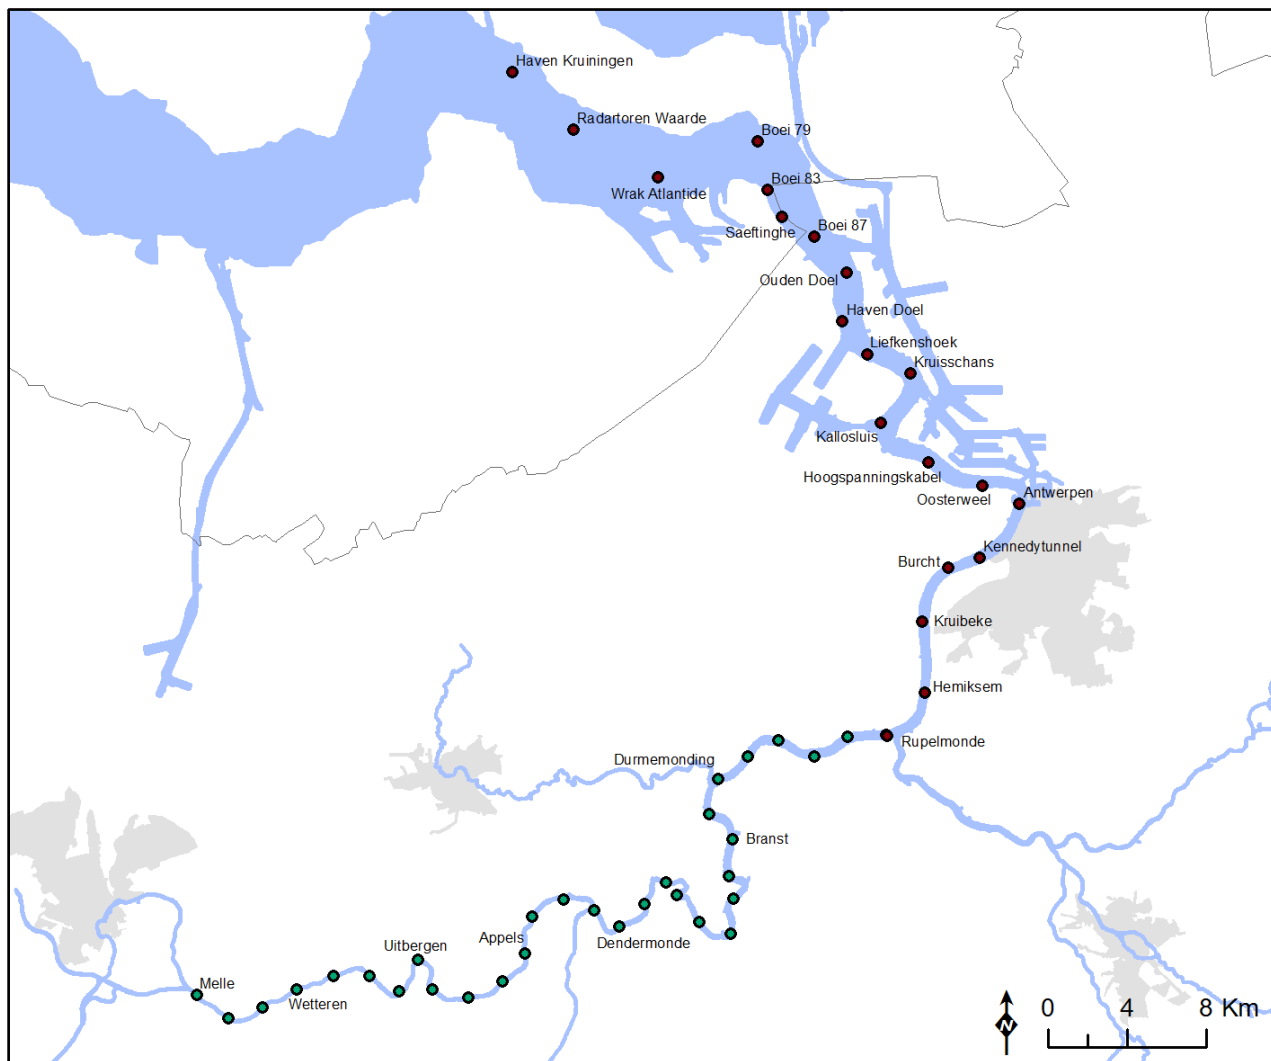 Haven Kruiningen
Radartoren Waarde
Boei 79
Wrak Atlantide
Boei 83
Saeftinghe
Boei 87
Ouden Doel
Haven Doel
Liefkenshoek
Kruisschans
Kallosluis
Hoogspanningskabel
Oosterweel
Antwerpen
Kennedytunnel
Burcht
Kruibeke
Hemiksem
Rupelmonde
Durmemonding
Branst
Dendermonde
Appels
Uitbergen
Wetteren
Melle
N
0 4 8 Km